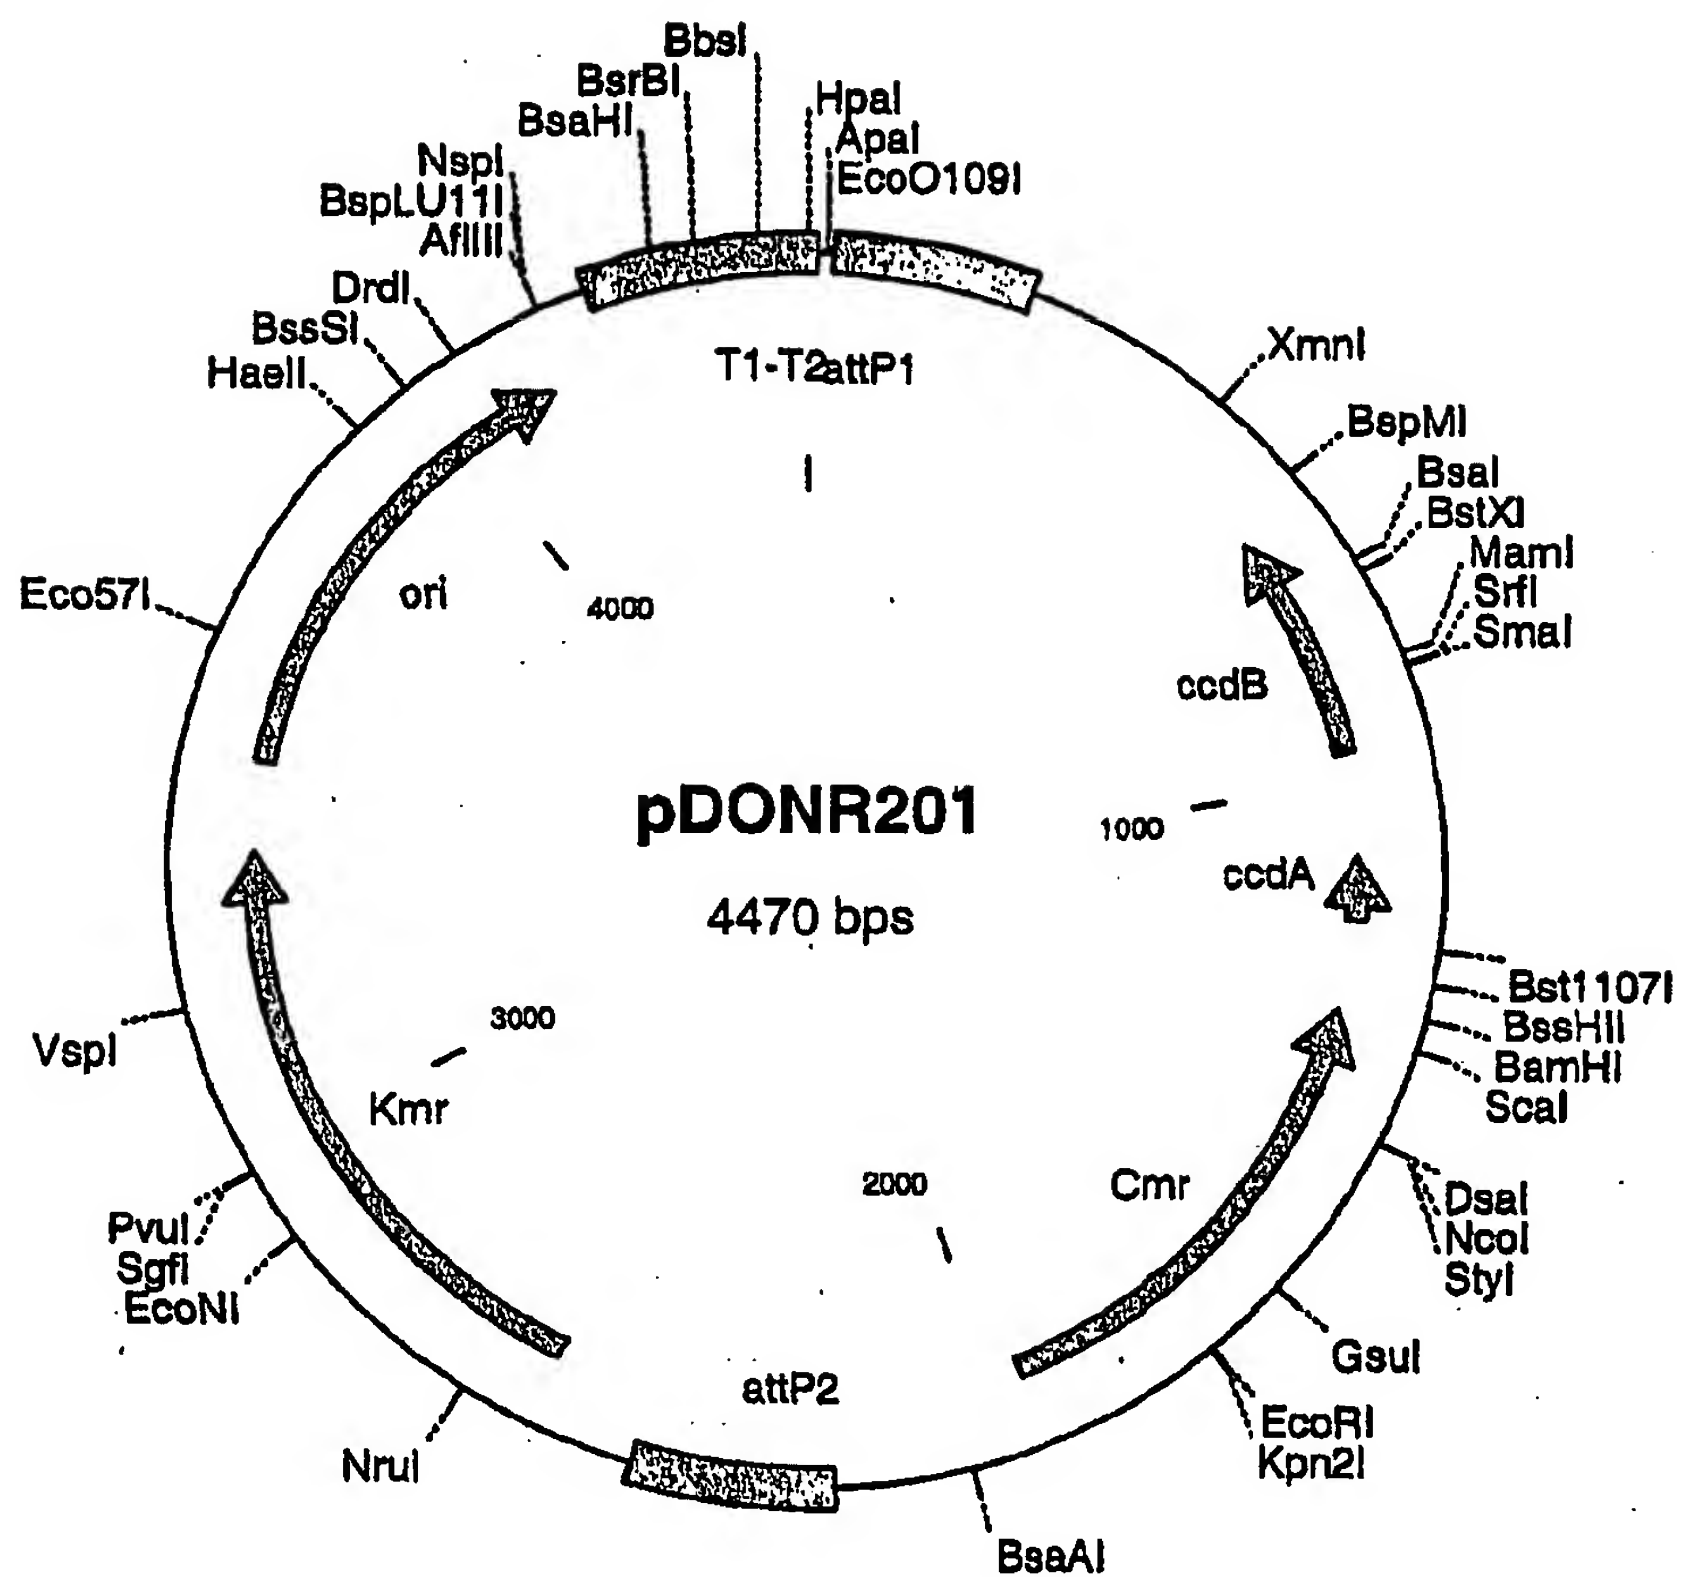 BbsI
BsrBI
BsaHI
HpaI
ApaI
EcoO109I
NspI
BspLU11I
AflIII
DrdI
BssSI
HaeII
T1-T2attP1
XmnI
BspMI
BsaI
BstXI
MamI
SrfI
SmaI
Eco57I
ori
4000
ccdB
pDONR201
1000
ccdA
4470 bps
Bst1107I
BssHII
BamHI
ScaI
3000
VspI
Kmr
2000
Cmr
DsaI
NcoI
StyI
PvuI
SgfI
EcoNI
GsuI
attP2
EcoRI
Kpn2I
NruI
BsaAI